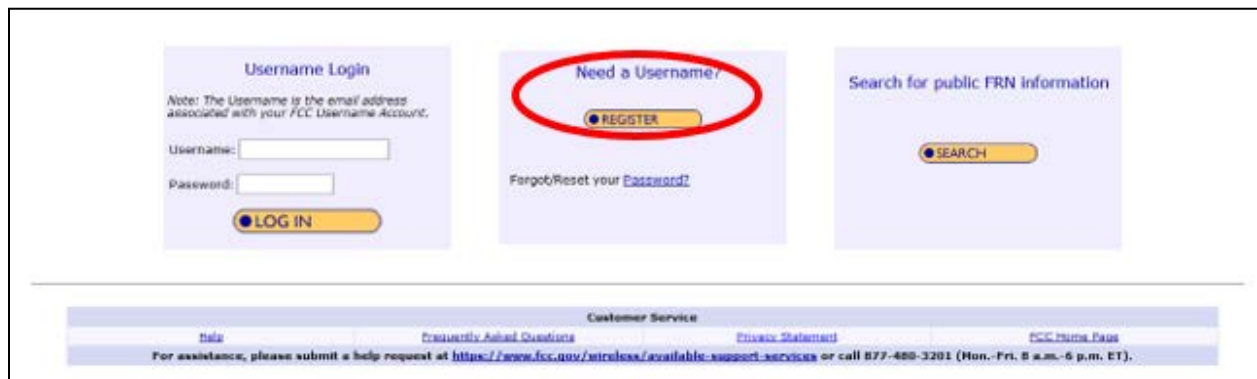 Username Login
Note: The Username is the email address
associated with your FCC Username Account.
Username:
Password:
LOG IN
Need a Username?
REGISTER
Forgot/Reset your Password?
Search for public FRN information
SEARCH
Customer Service
Help Frequently Asked Questions Privacy Statement FCC Home Page
For assistance, please submit a help request at https://www.fcc.gov/wireless/available-support-services or call 877-480-3201 (Mon.-Fri. 8 a.m.-6 p.m. ET).